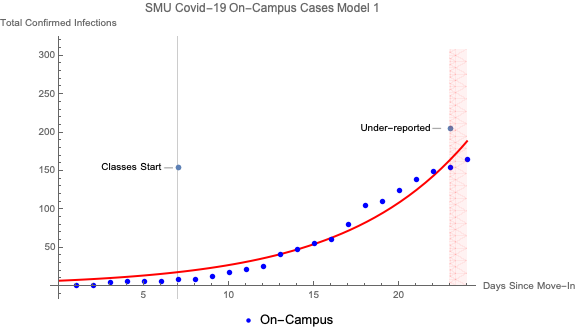 SMU Covid-19 On-Campus Cases Model 1
Total Confirmed Infections
300
250
200
Under-reported
Classes Start
150
100
50
Days Since Move-In
5
10
15
20
On-Campus